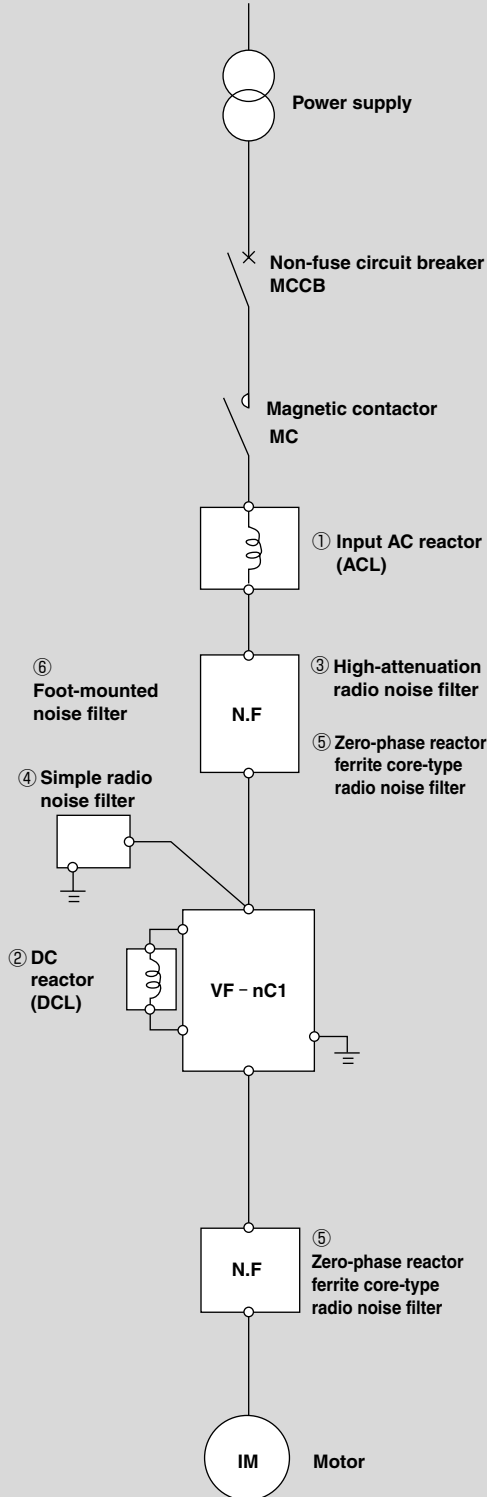 Power supply
Non-fuse circuit breaker
MCCB
Magnetic contactor
MC
① Input AC reactor
(ACL)
⑥
Foot-mounted
noise filter
N.F
③ High-attenuation
radio noise filter
⑤ Zero-phase reactor
ferrite core-type
radio noise filter
④ Simple radio
noise filter
② DC
reactor
(DCL)
VF－nC1
N.F
⑤
Zero-phase reactor
ferrite core-type
radio noise filter
IM
Motor